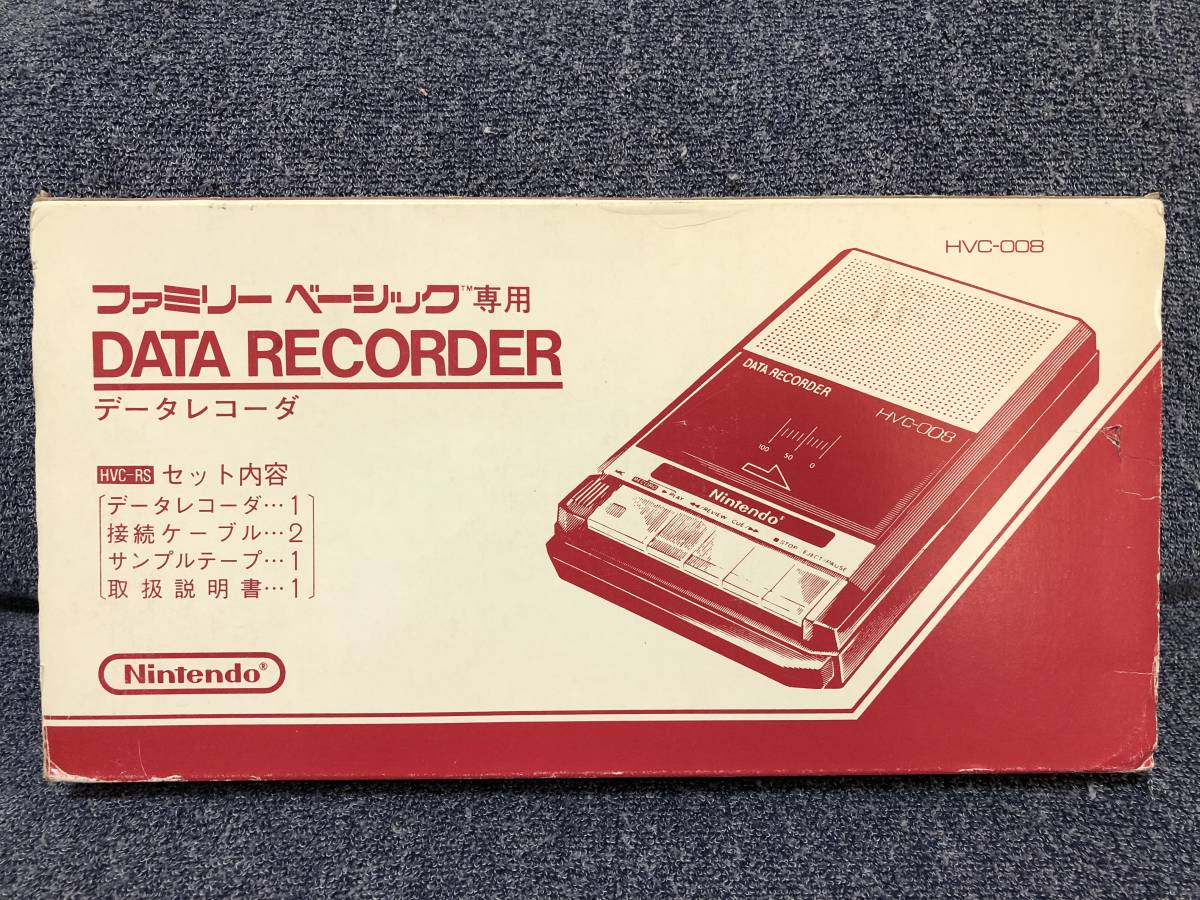 HVC-008
ファミリー ベーシック™専用
DATA RECORDER
データレコーダ
HVC-RS セット内容
データレコーダ…1
接続ケーブル…2
サンプルテープ…1
取扱説明書…1
Nintendo®
DATA RECORDER
HVC-008
100 50 0
Nintendo®
RECORD ▶PLAY ◀◀/REVIEW CUE/▶▶ ■STOP EJECT/PAUSE